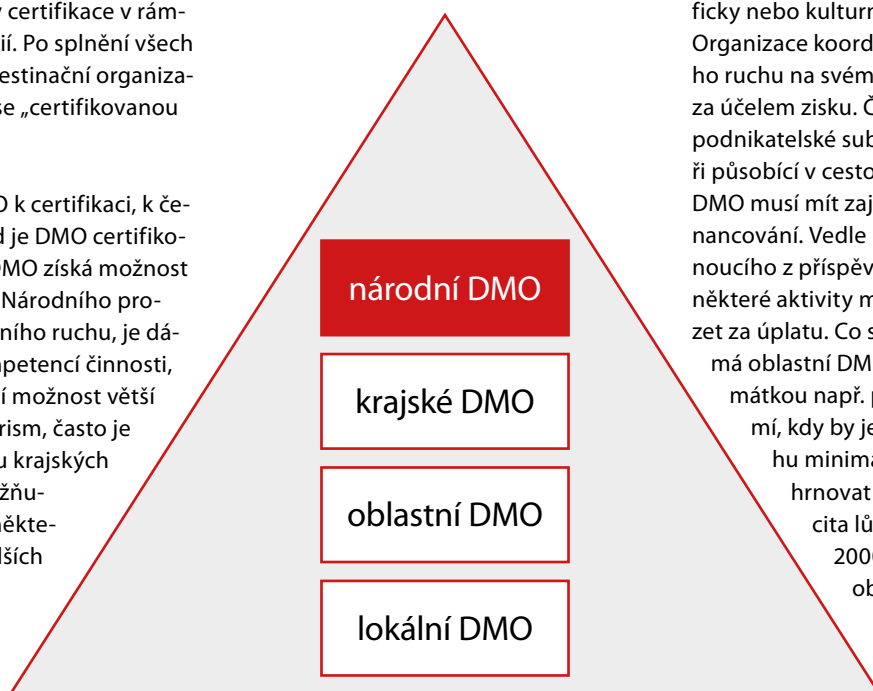 certifikace v rám-
ií. Po splnění všech
estinační organiza-
se „certifikovanou
k certifikaci, k če-
je DMO certifiko-
DMO získá možnost
Národního pro-
ního ruchu, je dá-
petencí činnosti,
í možnost větší
rism, často je
u krajských
žňu-
někte-
lších
národní DMO
krajské DMO
oblastní DMO
lokální DMO
ficky nebo kulturn
Organizace koord
ho ruchu na svém
za účelem zisku. Č
podnikatelské sub
ři působící v cesto
DMO musí mít zaj
nancování. Vedle
noucího z příspěv
některé aktivity m
zet za úplatu. Co s
má oblastní DM
mátkou např. p
mí, kdy by je
hu minima
hrnovat
cita lů
200
ob